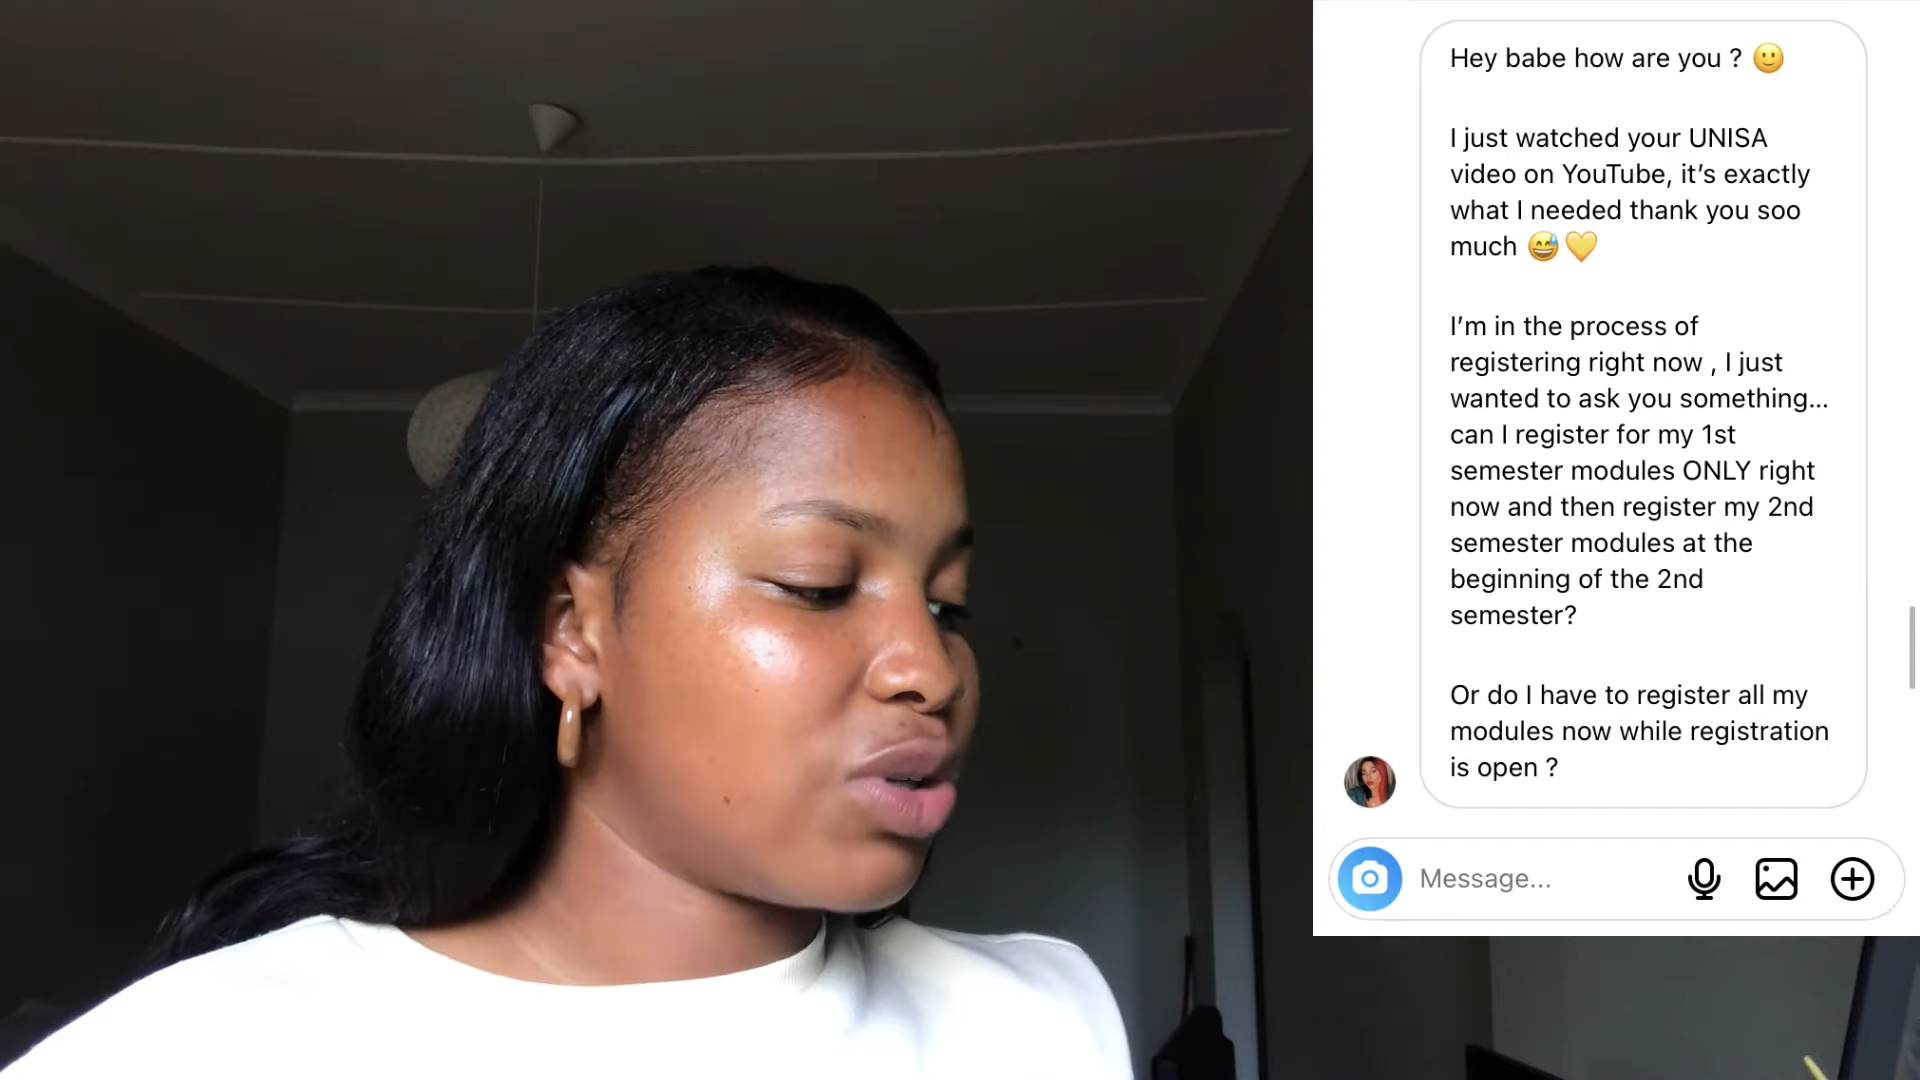 Hey babe how are you ? 🙂
I just watched your UNISA
video on YouTube, it’s exactly
what I needed thank you soo
much 😅💛
I’m in the process of
registering right now , I just
wanted to ask you something...
can I register for my 1st
semester modules ONLY right
now and then register my 2nd
semester modules at the
beginning of the 2nd
semester?
Or do I have to register all my
modules now while registration
is open ?
Message...